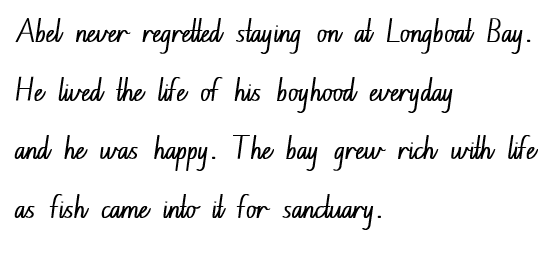 Abel never regretted staying on at Longboat Bay.
He lived the life of his boyhood everyday
and he was happy. The bay grew rich with life
as fish came into it for sanctuary.